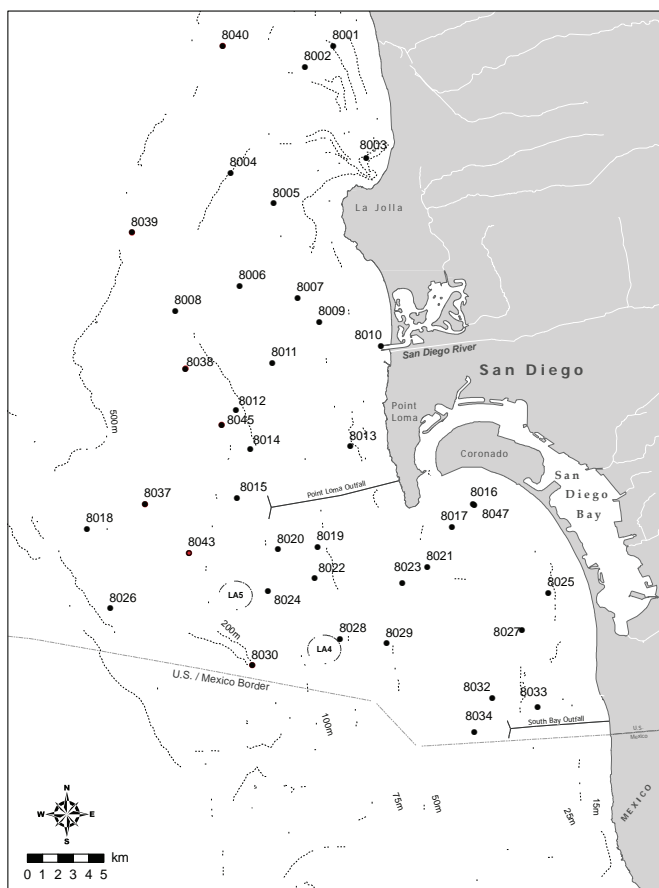 8040
8001
8002
8003
8004
La Jolla
8005
8039
8006
8007
8008
8009
8010
San Diego River
8011
8038
San Diego
8012
Point
Loma
500m
8045
8013
8014
Coronado
San
Diego
Bay
8037
8015
Point Loma Outfall
8016
8047
8018
8017
8043
8020
8019
8021
8022
8023
8024
8025
LA5
8026
200m
8027
8028
8029
LA4
8030
U.S. / Mexico Border
8032
8033
8034
South Bay Outfall
U.S.
Mexico
100m
75m
50m
25m
15m
MEXICO
N
W E
S
km
0 1 2 3 4 5